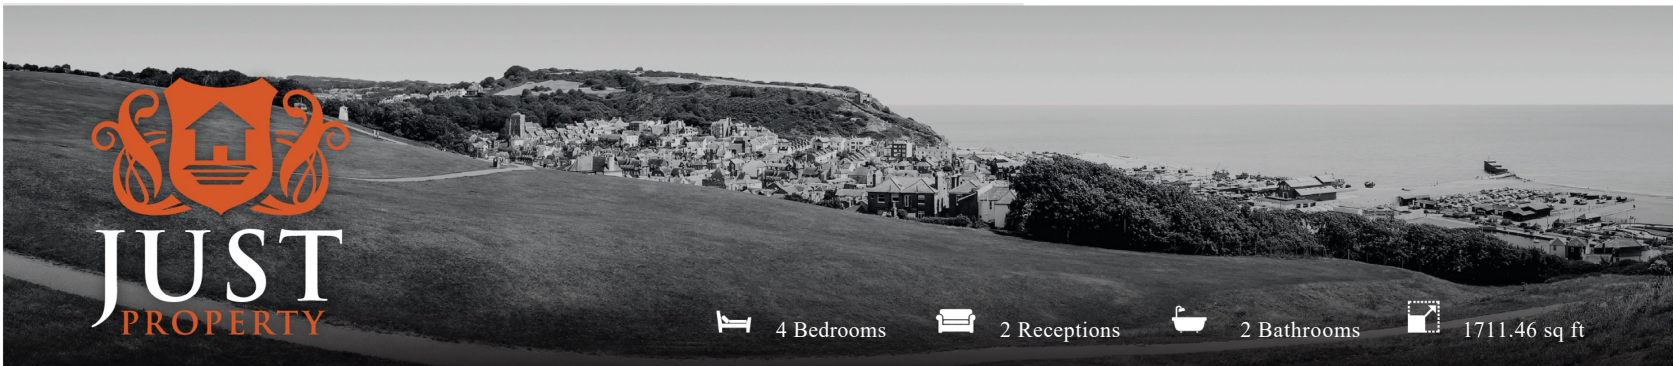 JUST
PROPERTY
4 Bedrooms
2 Receptions
2 Bathrooms
1711.46 sq ft